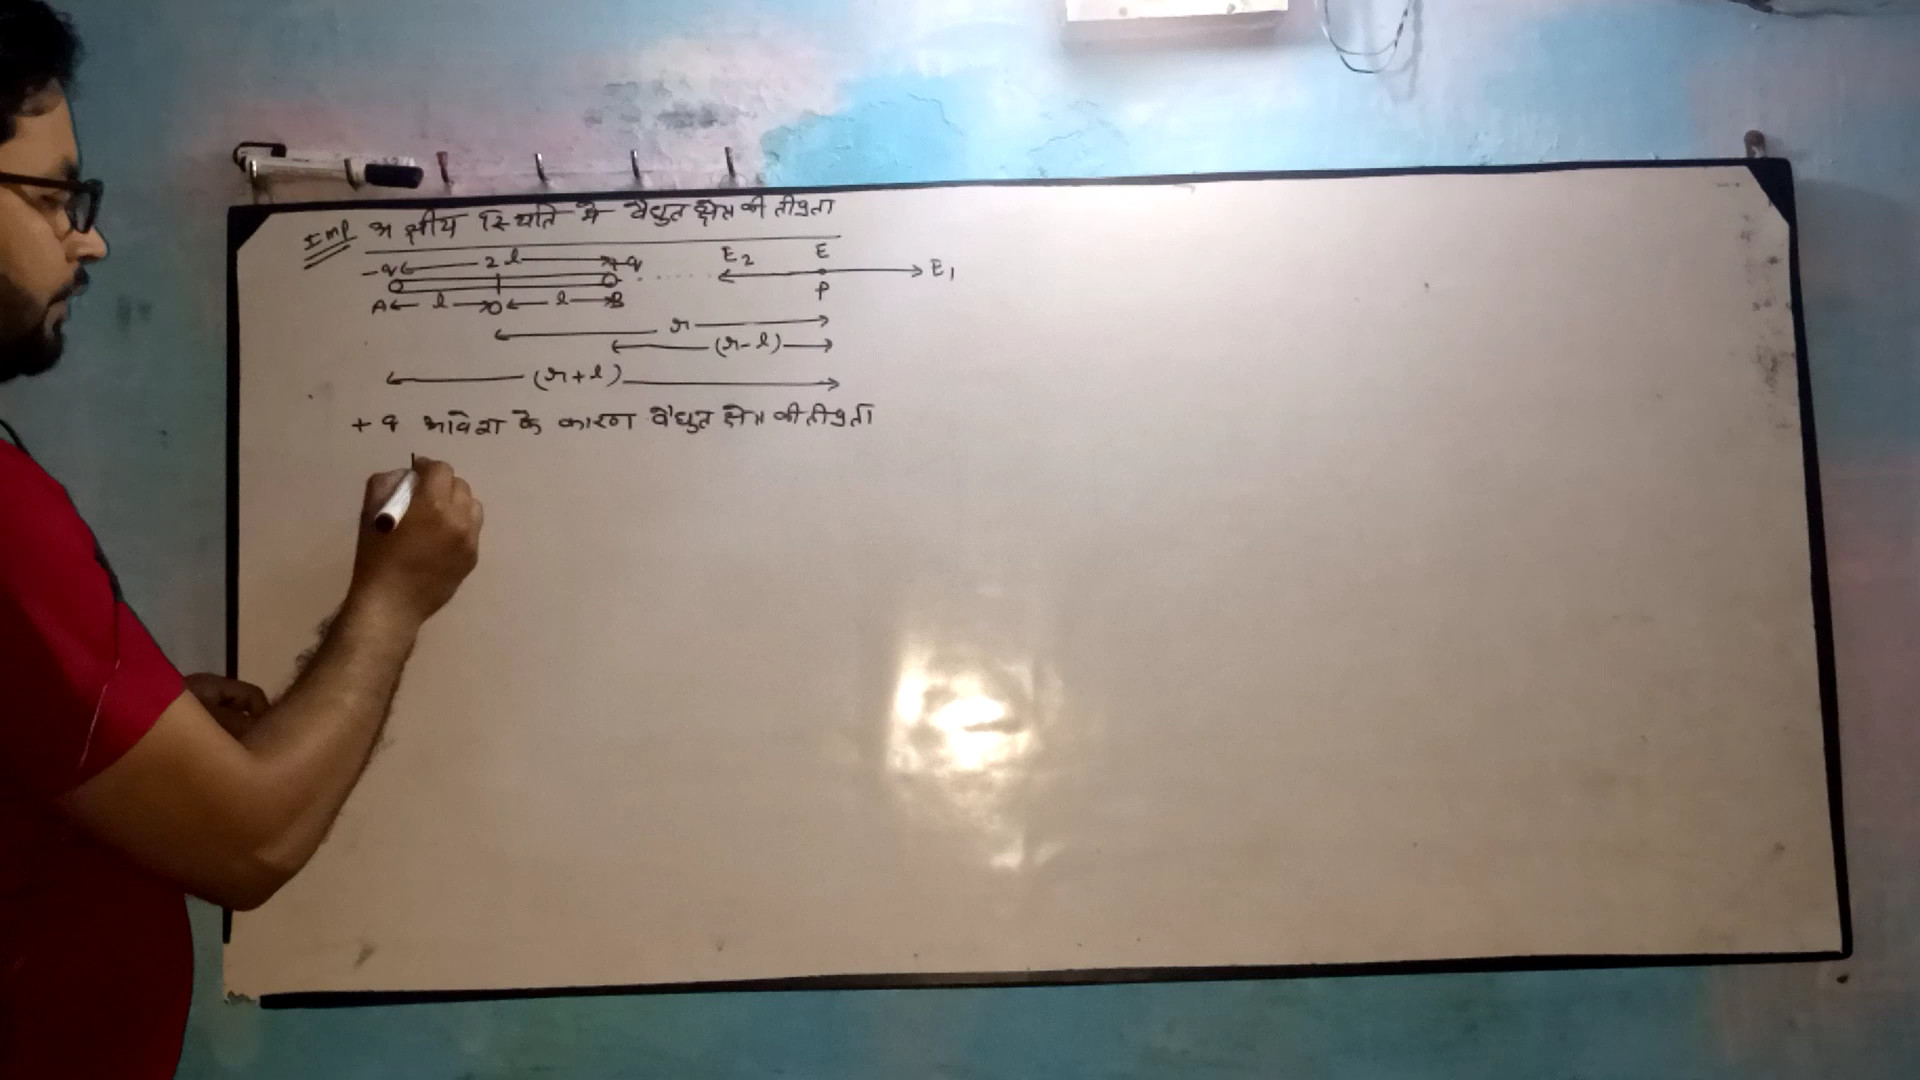 Imp अक्षीय स्थिति मे वैद्युत क्षेत्र की तीव्रता
-q 2l +q E2 E E1
A l O l B P
r
(r-l)
(r+l)
+q आवेश के कारण वैद्युत क्षेत्र की तीव्रता